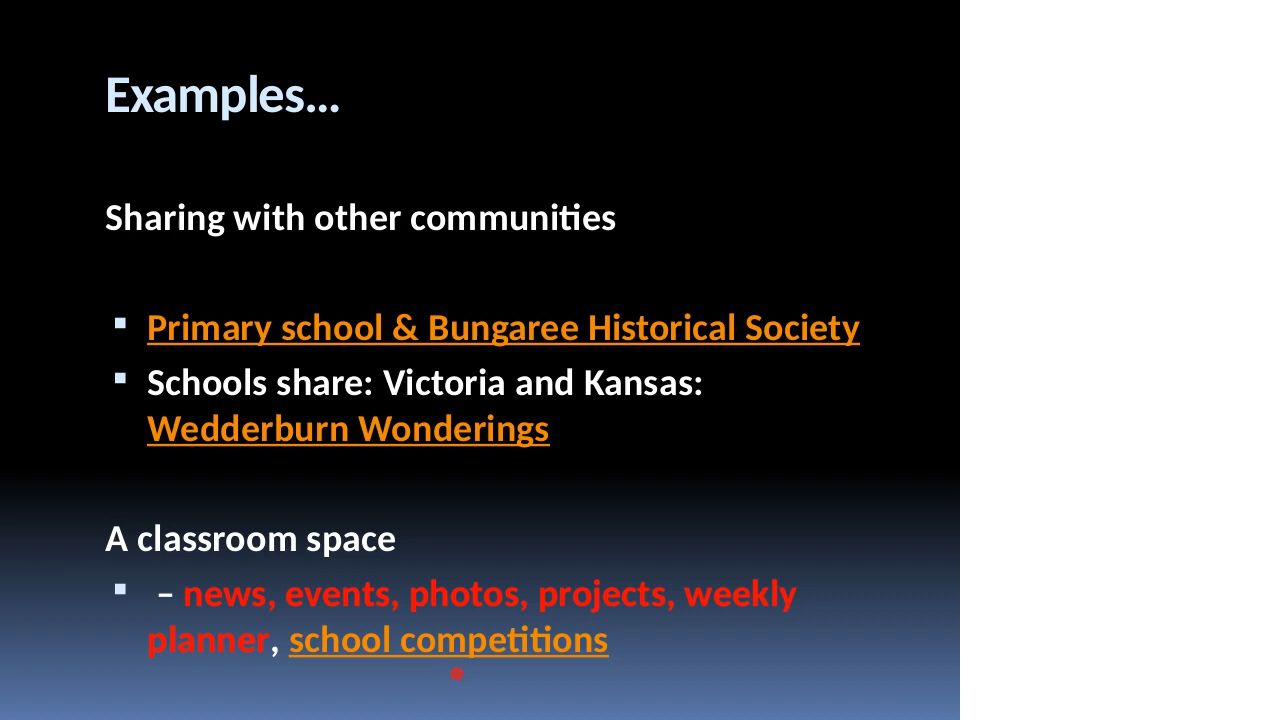 Examples...
Sharing with other communities
Primary school & Bungaree Historical Society
Schools share: Victoria and Kansas:
Wedderburn Wonderings
A classroom space
– news, events, photos, projects, weekly
planner, school competitions